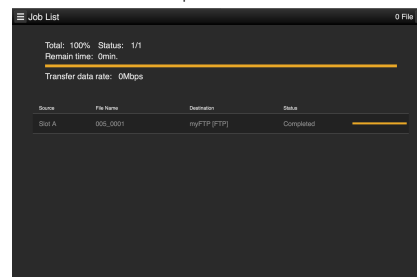 ☰ Job List 0 File
Total: 100% Status: 1/1
Remain time: 0min.
Transfer data rate: 0Mbps
Source File Name Destination Status
Slot A 005_0001 myFTP [FTP] Completed